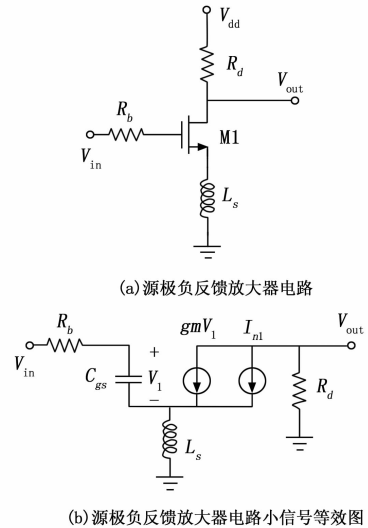 V_dd
R_d
V_out
R_b
M1
V_in
L_s
(a)源极负反馈放大器电路
R_b
gmV_1
I_n1
V_out
V_in
+
C_gs
V_1
−
R_d
L_s
(b)源极负反馈放大器电路小信号等效图